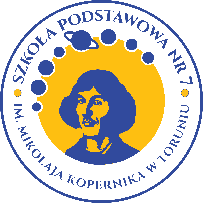 SZKOŁA PODSTAWOWA NR 7
IM. MIKOŁAJA KOPERNIKA W TORUNIU